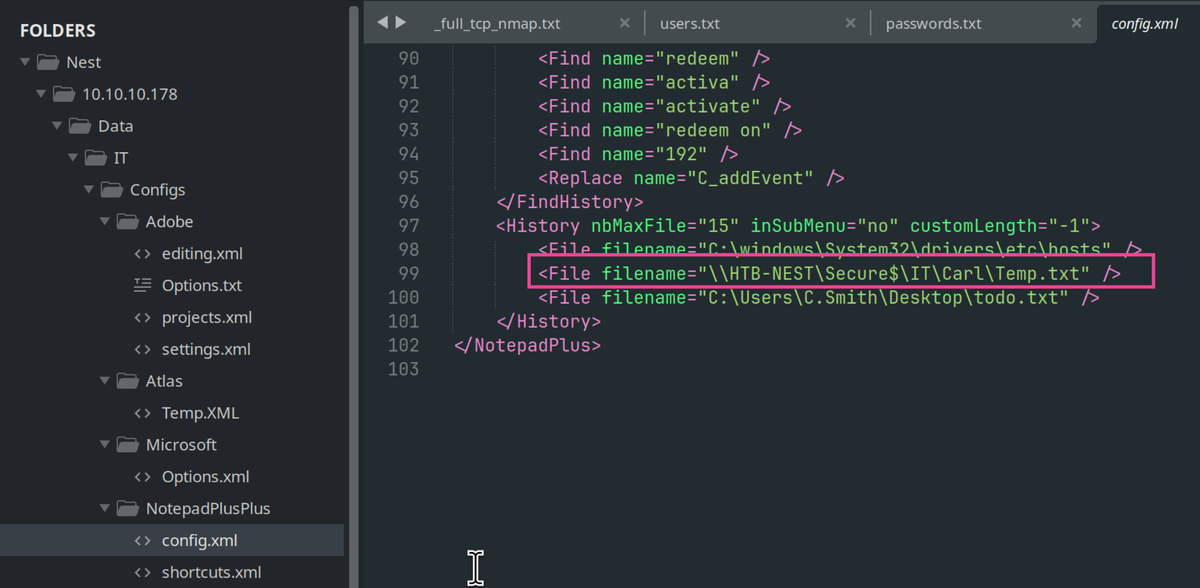 FOLDERS
Nest
10.10.10.178
Data
IT
Configs
Adobe
<> editing.xml
Options.txt
<> projects.xml
<> settings.xml
Atlas
<> Temp.XML
Microsoft
<> Options.xml
NotepadPlusPlus
<> config.xml
<> shortcuts.xml
_full_tcp_nmap.txt × users.txt × passwords.txt × config.xml
90 <Find name="redeem" />
91 <Find name="activa" />
92 <Find name="activate" />
93 <Find name="redeem on" />
94 <Find name="192" />
95 <Replace name="C_addEvent" />
96 </FindHistory>
97 <History nbMaxFile="15" inSubMenu="no" customLength="-1">
98 <File filename="C:\windows\System32\drivers\etc\hosts" />
99 <File filename="\\HTB-NEST\Secure$\IT\Carl\Temp.txt" />
100 <File filename="C:\Users\C.Smith\Desktop\todo.txt" />
101 </History>
102 </NotepadPlus>
103